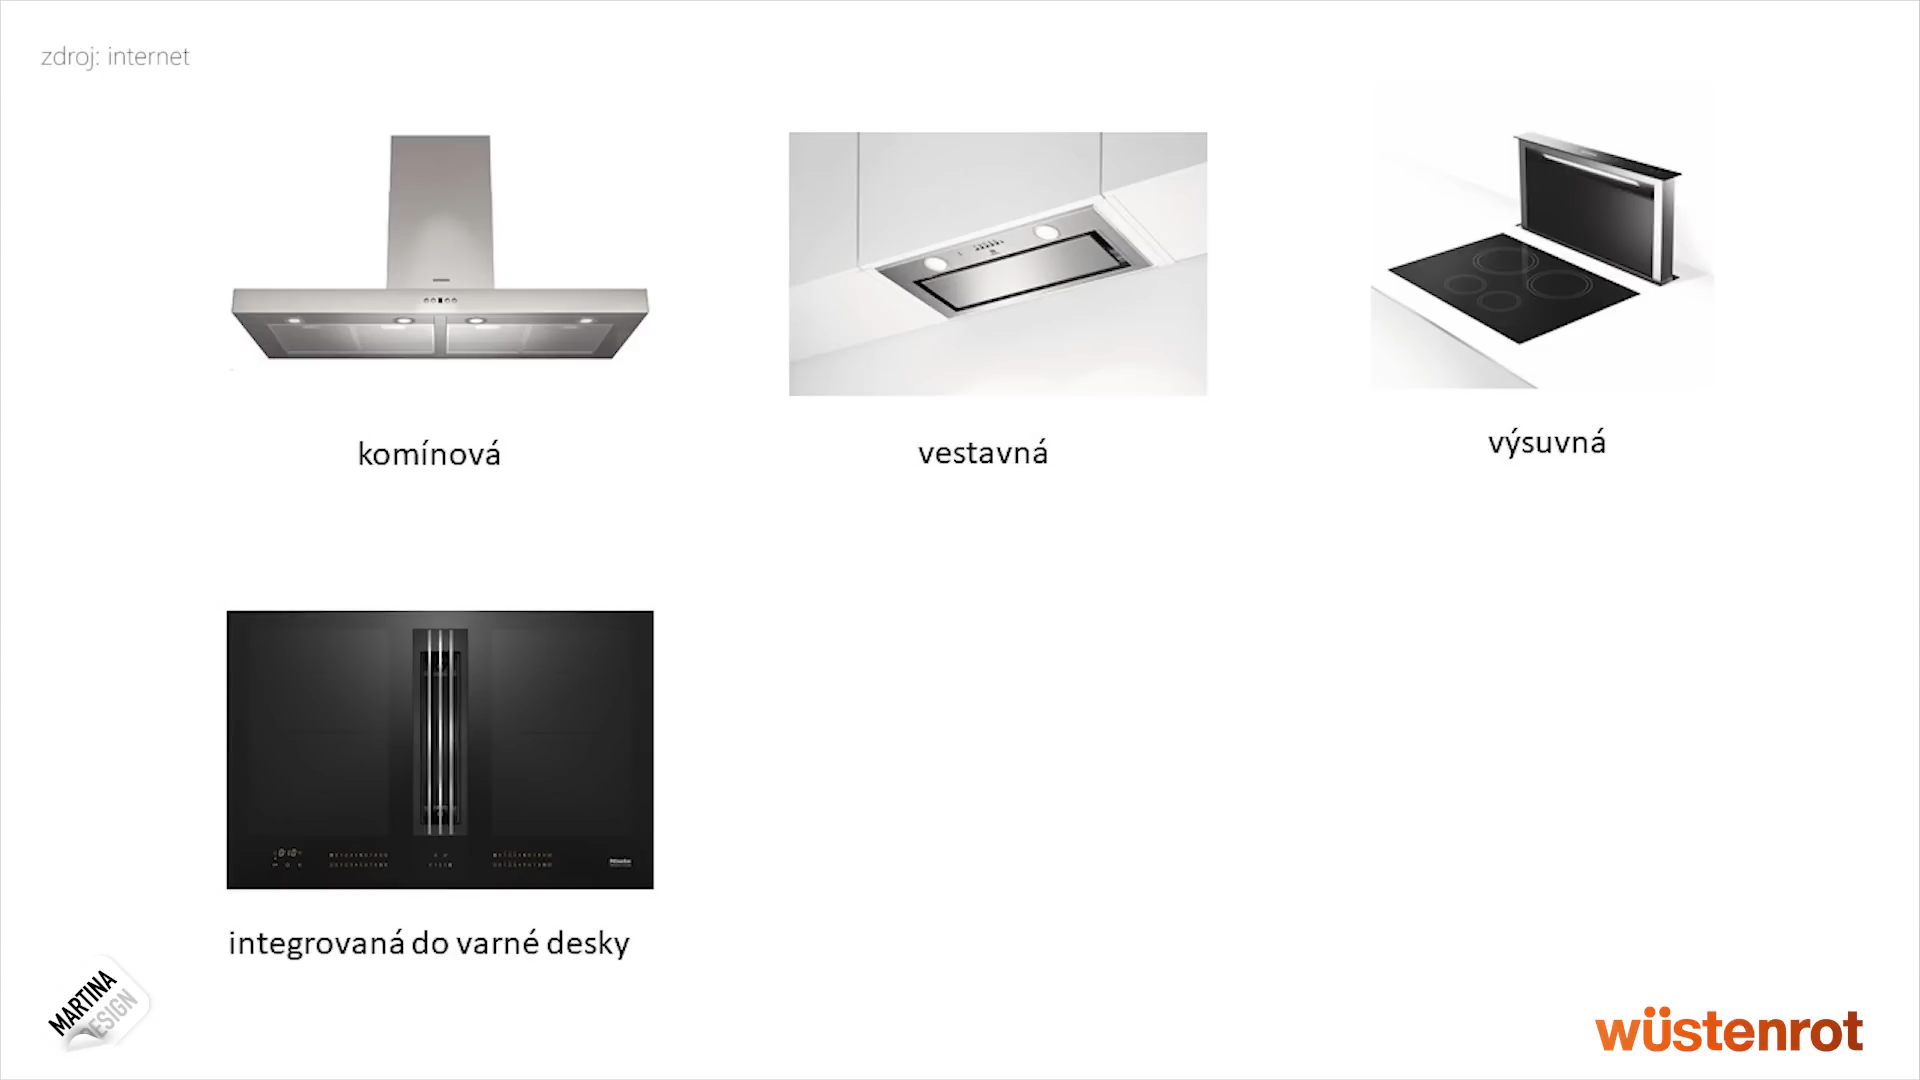 zdroj: internet
komínová
vestavná
výsuvná
integrovaná do varné desky
MARTINA
DESIGN
wüstenrot